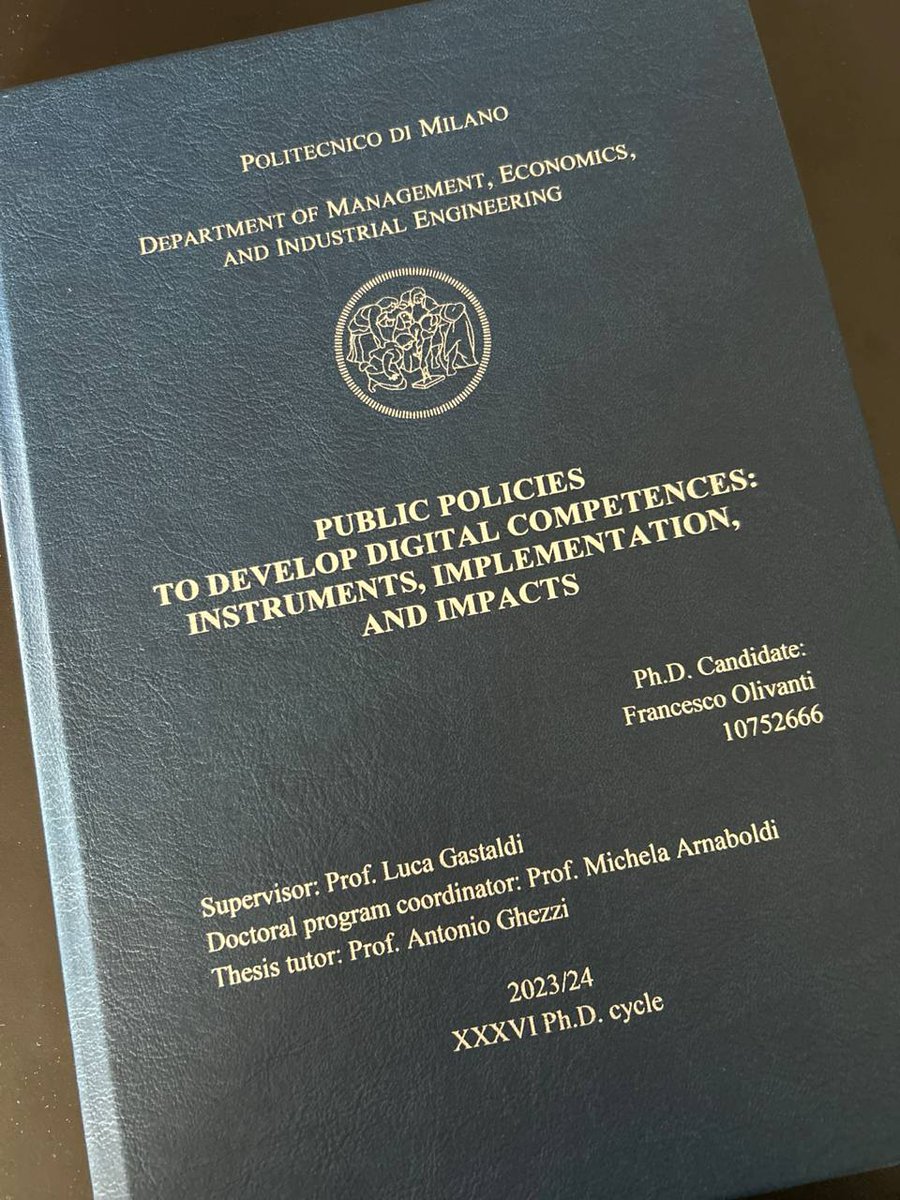 POLITECNICO DI MILANO
DEPARTMENT OF MANAGEMENT, ECONOMICS,
AND INDUSTRIAL ENGINEERING
PUBLIC POLICIES
TO DEVELOP DIGITAL COMPETENCES:
INSTRUMENTS, IMPLEMENTATION,
AND IMPACTS
Ph.D. Candidate:
Francesco Olivanti
10752666
Supervisor: Prof. Luca Gastaldi
Doctoral program coordinator: Prof. Michela Arnaboldi
Thesis tutor: Prof. Antonio Ghezzi
2023/24
XXXVI Ph.D. cycle